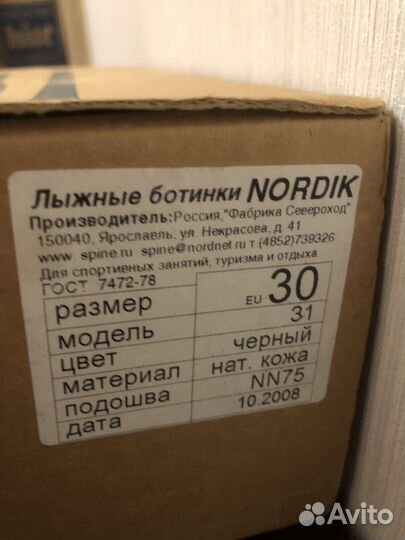 Лыжные ботинки NORDIK
Производитель:Россия,"Фабрика Североход"
150040, Ярославль, ул. Некрасова, д. 41
www. spine.ru spine@nordnet.ru т.(4852)739326
Для спортивных занятий, туризма и отдыха
ГОСТ 7472-78
размер EU 30
модель 31
цвет черный
материал нат. кожа
подошва NN75
дата 10.2008
Avito